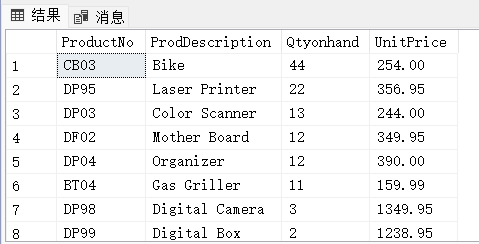 结果 消息
ProductNo ProdDescription Qtyonhand UnitPrice
1 CB03 Bike 44 254.00
2 DP95 Laser Printer 22 356.95
3 DP03 Color Scanner 13 244.00
4 DF02 Mother Board 12 349.95
5 DP04 Organizer 12 390.00
6 BT04 Gas Griller 11 159.99
7 DP98 Digital Camera 3 1349.95
8 DP99 Digital Box 2 1238.95